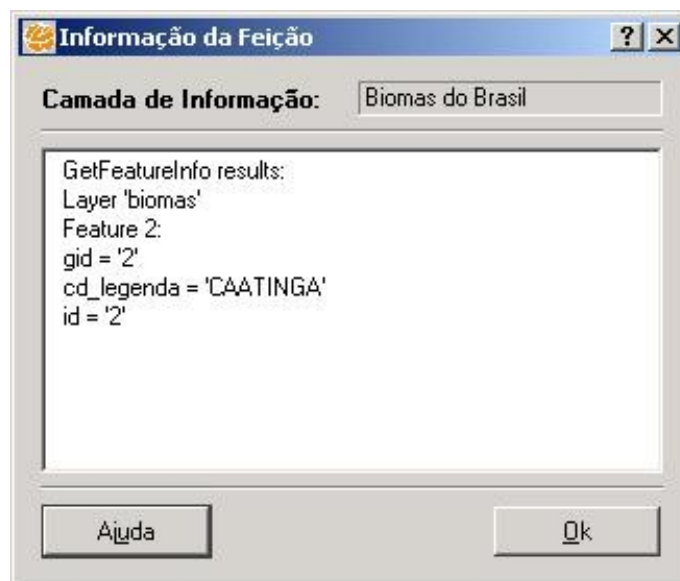 Informação da Feição
Camada de Informação: Biomas do Brasil
GetFeatureInfo results:
Layer 'biomas'
Feature 2:
gid = '2'
cd_legenda = 'CAATINGA'
id = '2'
Ajuda Ok